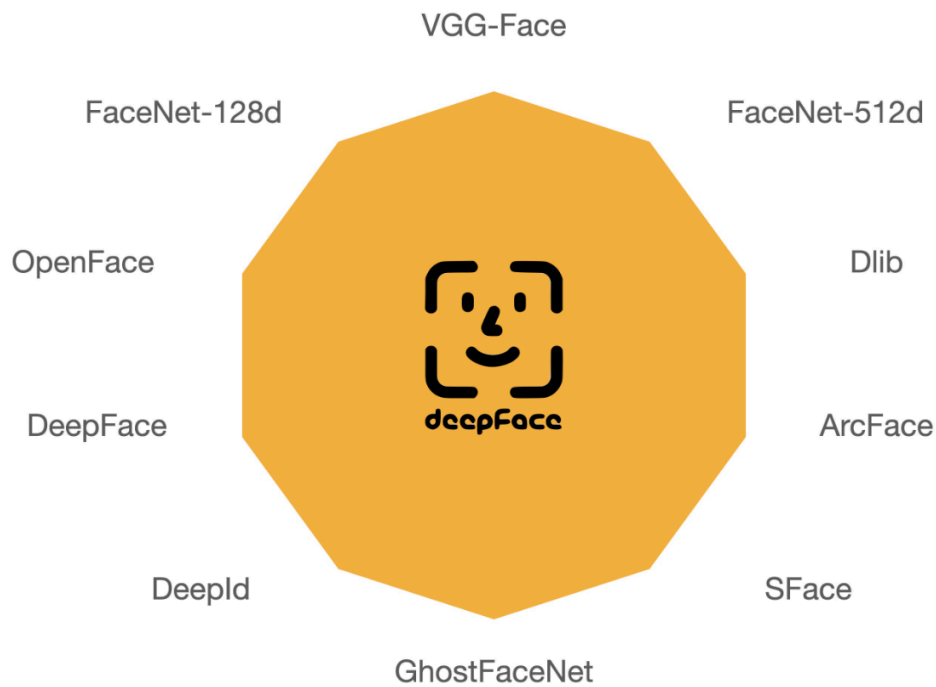 VGG-Face
FaceNet-128d
FaceNet-512d
OpenFace
Dlib
deepFace
DeepFace
ArcFace
DeepId
SFace
GhostFaceNet